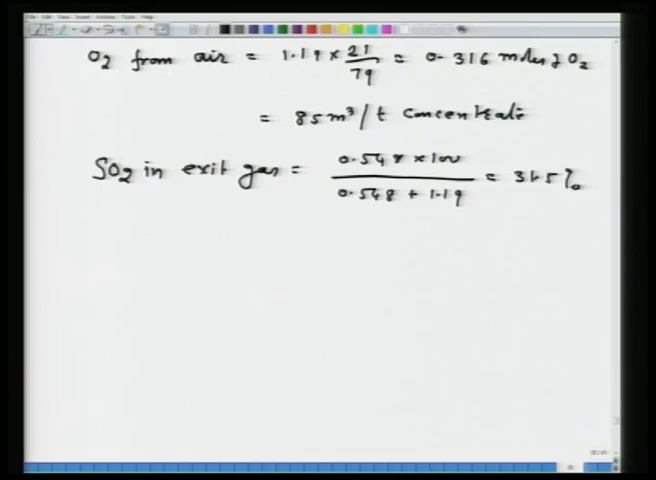 O2 from air = 1.19 × 21/79 = 0.316 moles of O2
= 85 m³/t concentrate
SO2 in exit gas = 0.548 × 100 / 0.548 + 1.19 = 31.5%